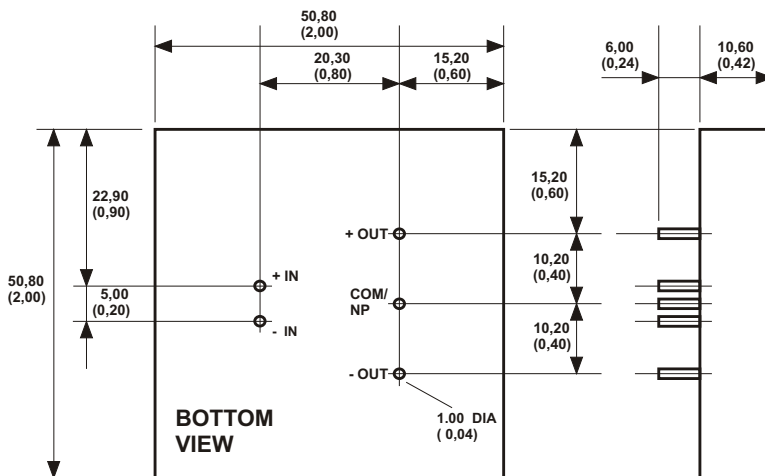 50,80
(2,00)
20,30
(0,80)
15,20
(0,60)
6,00
(0,24)
10,60
(0,42)
22,90
(0,90)
15,20
(0,60)
+ OUT
50,80
(2,00)
5,00
(0,20)
+ IN
- IN
COM/
NP
10,20
(0,40)
10,20
(0,40)
- OUT
BOTTOM
VIEW
1.00 DIA
( 0,04)